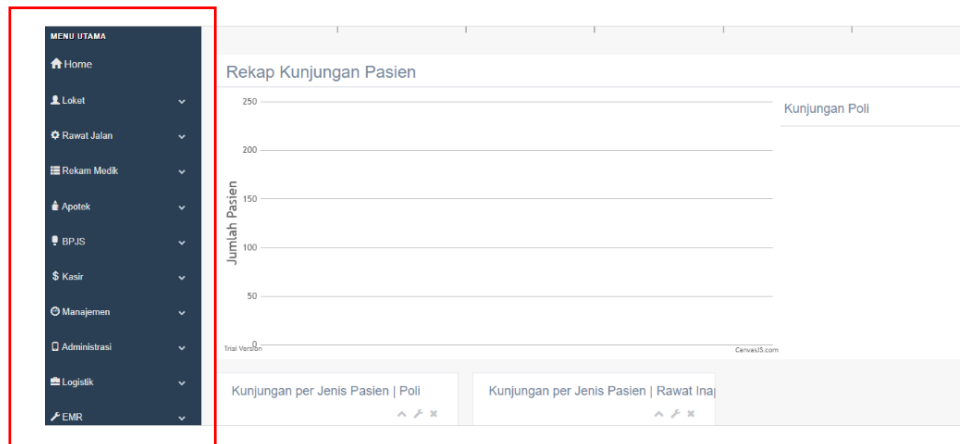 MENU UTAMA
Home
Loket
Rawat Jalan
Rekam Medik
Apotek
BPJS
$ Kasir
Manajemen
Administrasi
Logistik
EMR
Rekap Kunjungan Pasien
250
200
150
100
50
0
Jumlah Pasien
Trial Version
CanvasJS.com
Kunjungan Poli
Kunjungan per Jenis Pasien | Poli
Kunjungan per Jenis Pasien | Rawat Inap